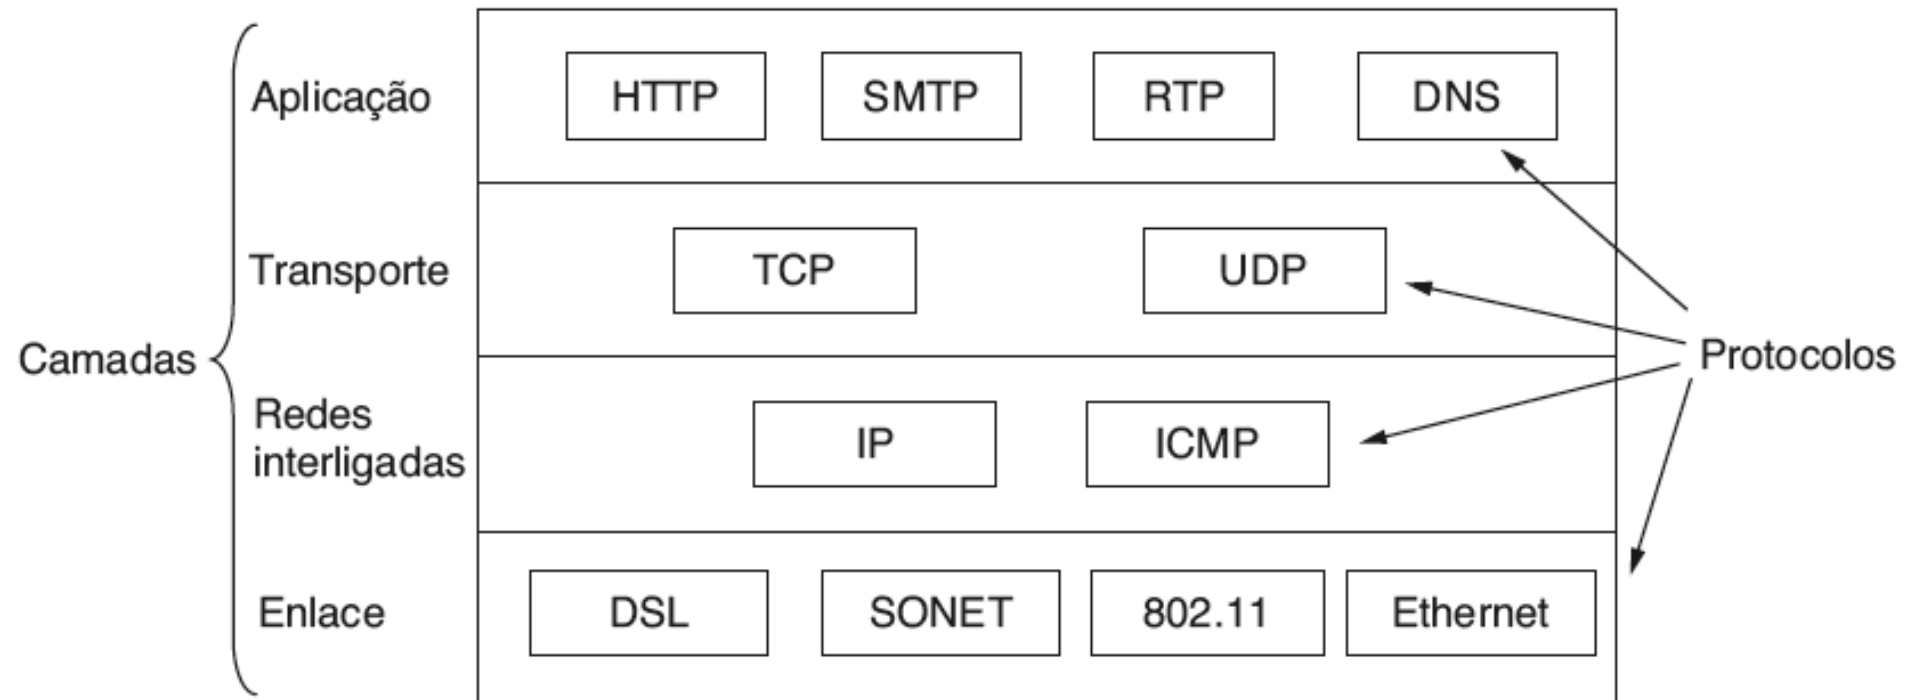 Camadas
Aplicação
HTTP
SMTP
RTP
DNS
Transporte
TCP
UDP
Protocolos
Redes
interligadas
IP
ICMP
Enlace
DSL
SONET
802.11
Ethernet